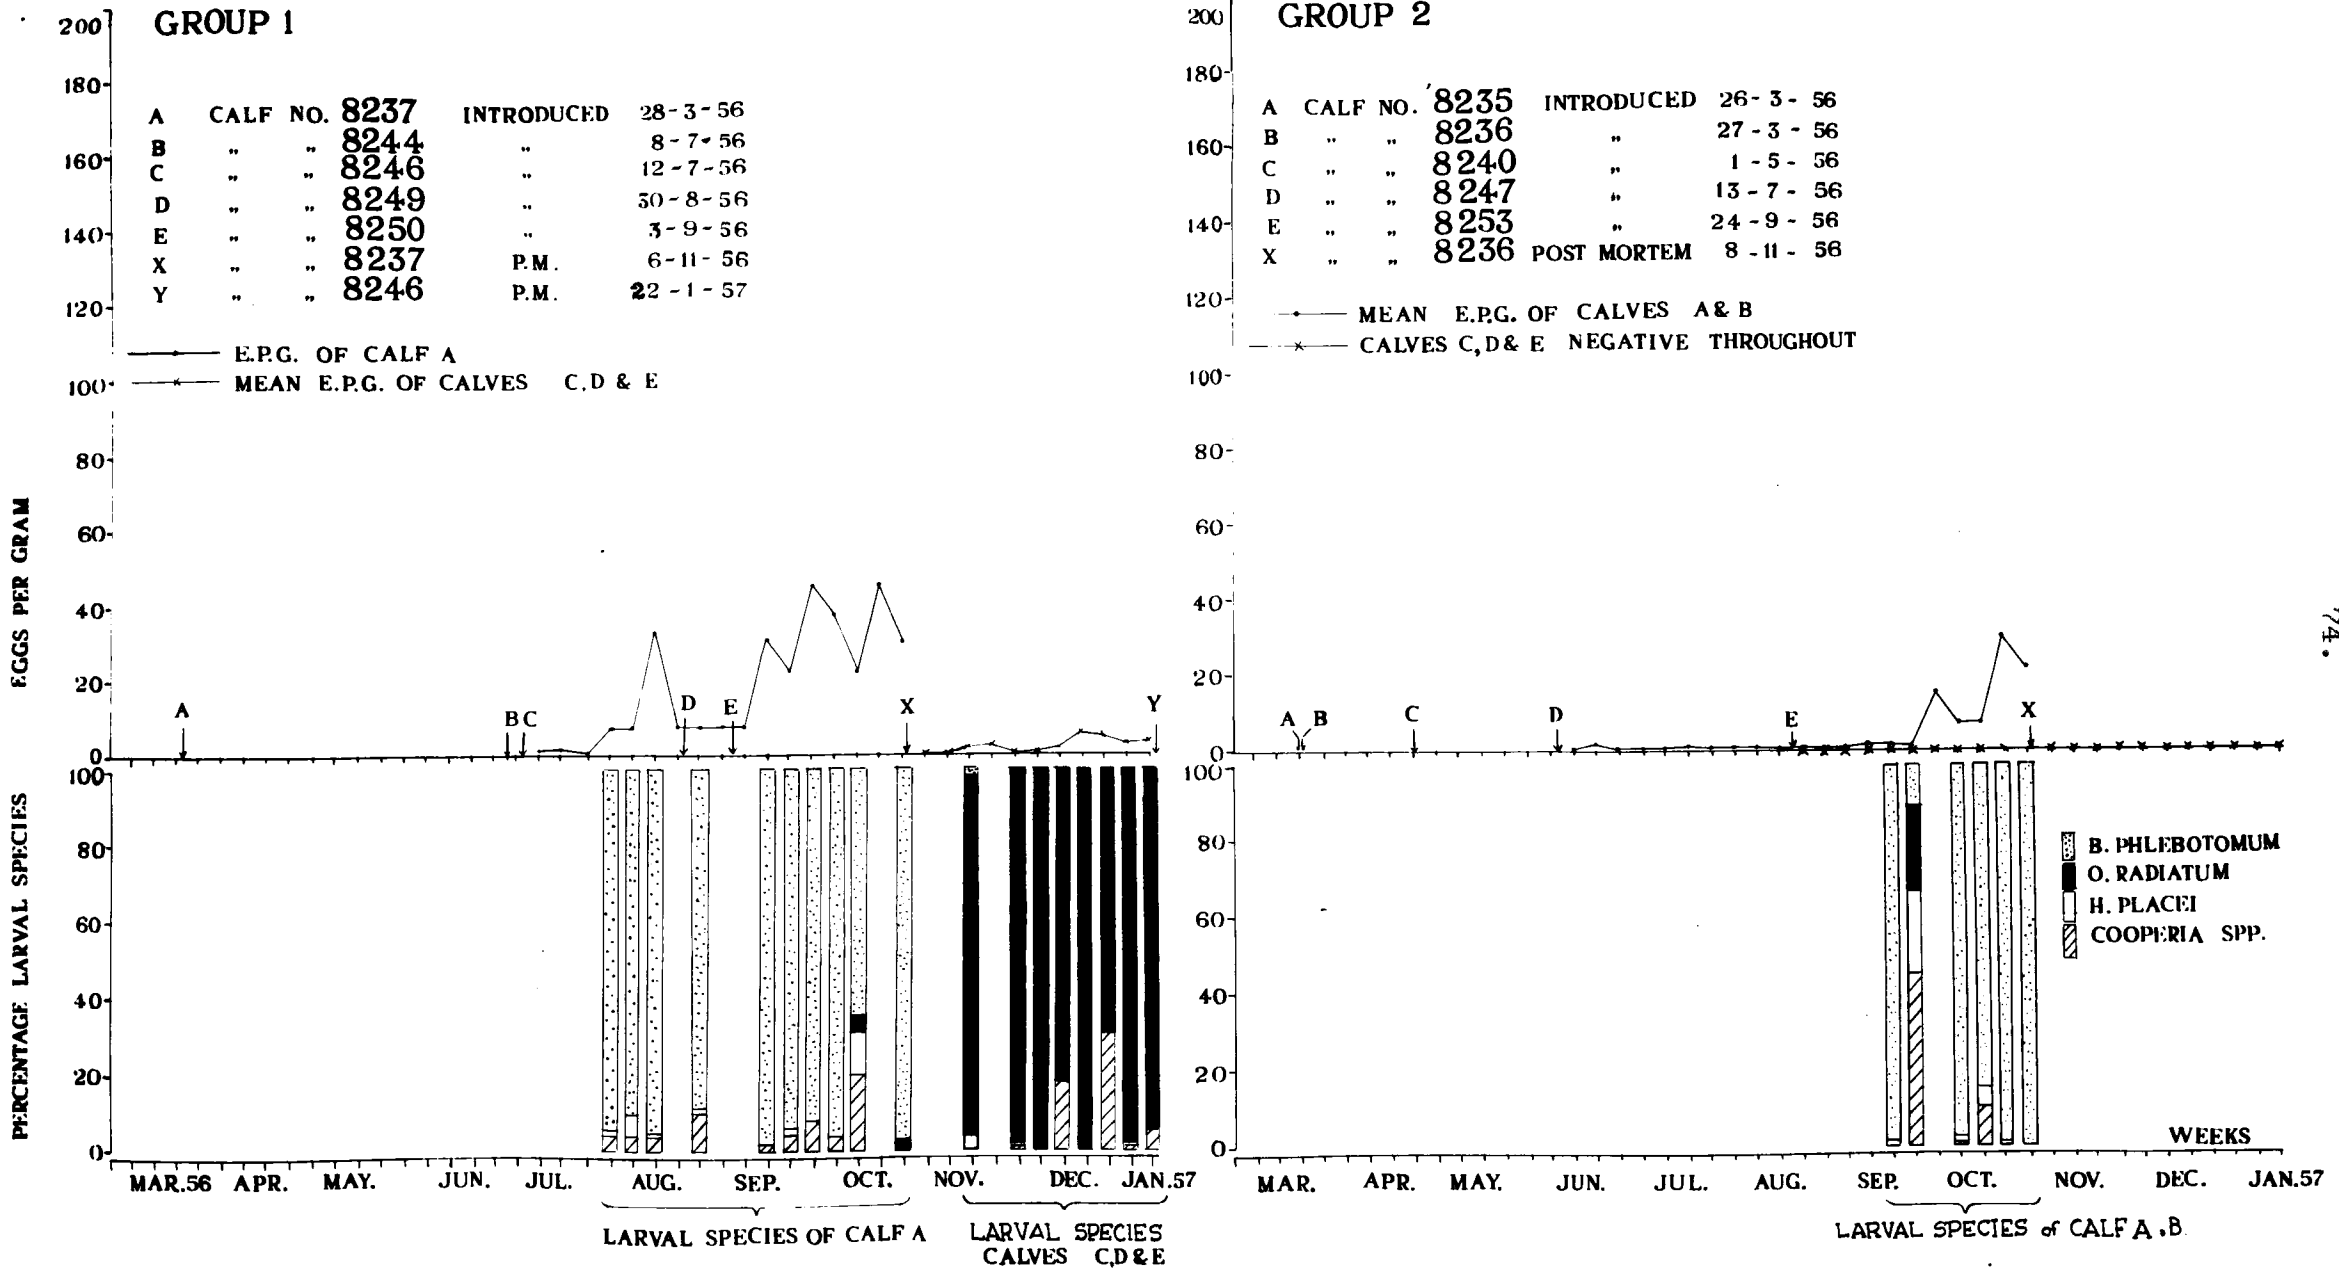 GROUP 1
A CALF NO. 8237 INTRODUCED 28-3-56
B „ „ 8244 „ 8-7-56
C „ „ 8246 „ 12-7-56
D „ „ 8249 „ 30-8-56
E „ „ 8250 „ 3-9-56
X „ „ 8237 P.M. 6-11-56
Y „ „ 8246 P.M. 22-1-57
E.P.G. OF CALF A
MEAN E.P.G. OF CALVES C,D & E
200
180
160
140
120
100
80
60
40
20
0
EGGS PER GRAM
A
B C
D
E
X
Y
100
80
60
40
20
0
PERCENTAGE LARVAL SPECIES
MAR.56 APR. MAY. JUN. JUL. AUG. SEP. OCT. NOV. DEC. JAN.57
LARVAL SPECIES OF CALF A
LARVAL SPECIES
CALVES C,D & E
GROUP 2
A CALF NO. 8235 INTRODUCED 26-3-56
B „ „ 8236 „ 27-3-56
C „ „ 8240 „ 1-5-56
D „ „ 8247 „ 13-7-56
E „ „ 8253 „ 24-9-56
X „ „ 8236 POST MORTEM 8-11-56
MEAN E.P.G. OF CALVES A & B
CALVES C,D & E NEGATIVE THROUGHOUT
200
180
160
140
120
100
80
60
40
20
0
A B
C
D
E
X
100
80
60
40
20
0
B. PHLEBOTOMUM
O. RADIATUM
H. PLACEI
COOPERIA SPP.
WEEKS
MAR. APR. MAY. JUN. JUL. AUG. SEP. OCT. NOV. DEC. JAN.57
LARVAL SPECIES of CALF A.B
74.